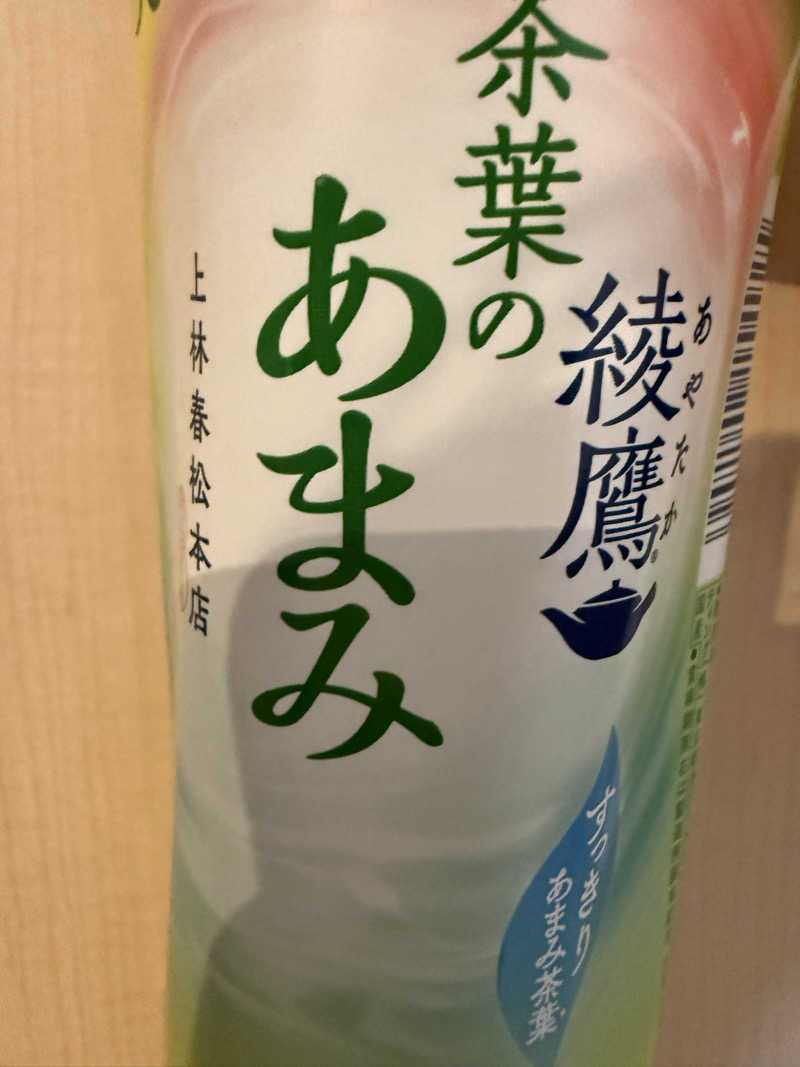 茶葉の
あまみ
綾鷹
あやたか
上林春松本店
すっきり
あまみ茶葉